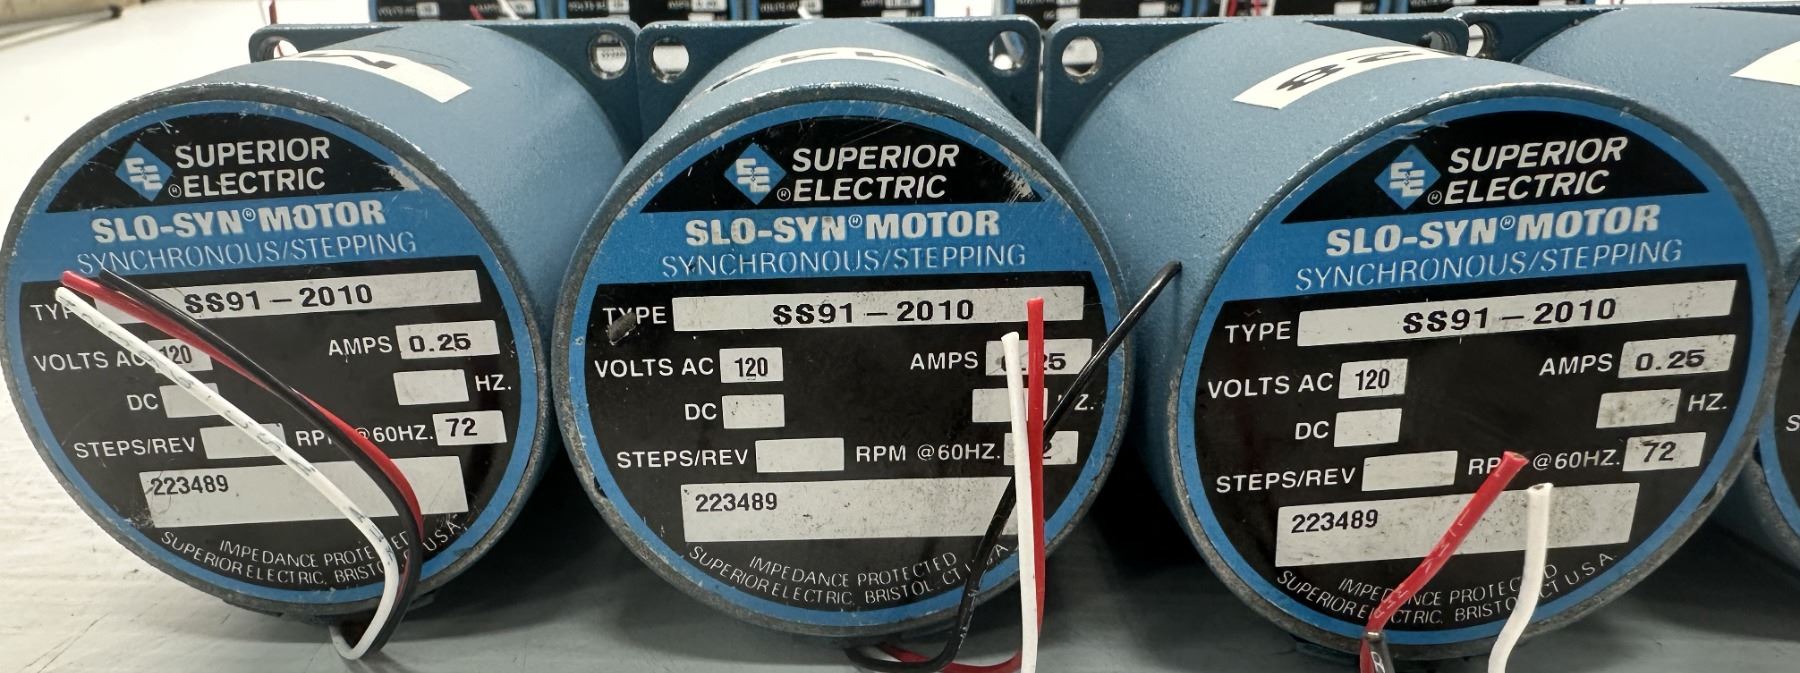 SUPERIOR
® ELECTRIC
SLO-SYN® MOTOR
SYNCHRONOUS/STEPPING
SS91-2010
VOLTS AC 120
AMPS 0.25
DC
HZ.
STEPS/REV
@60HZ. 72
223489
IMPEDANCE
SUPERIOR ELECTRIC, U.S.A.
SUPERIOR
® ELECTRIC
SLO-SYN® MOTOR
SYNCHRONOUS/STEPPING
TYPE SS91-2010
VOLTS AC 120
AMPS
DC
HZ.
STEPS/REV
RPM @60HZ.
223489
IMPEDANCE PROTECTED
SUPERIOR ELECTRIC, BRISTOL, CT
8
SUPERIOR
® ELECTRIC
SLO-SYN® MOTOR
SYNCHRONOUS/STEPPING
TYPE SS91-2010
VOLTS AC 120
AMPS 0.25
DC
HZ.
STEPS/REV
@60HZ. 72
223489
IMPEDANCE PROTECTED
SUPERIOR ELECTRIC, BRISTOL, CT U.S.A.